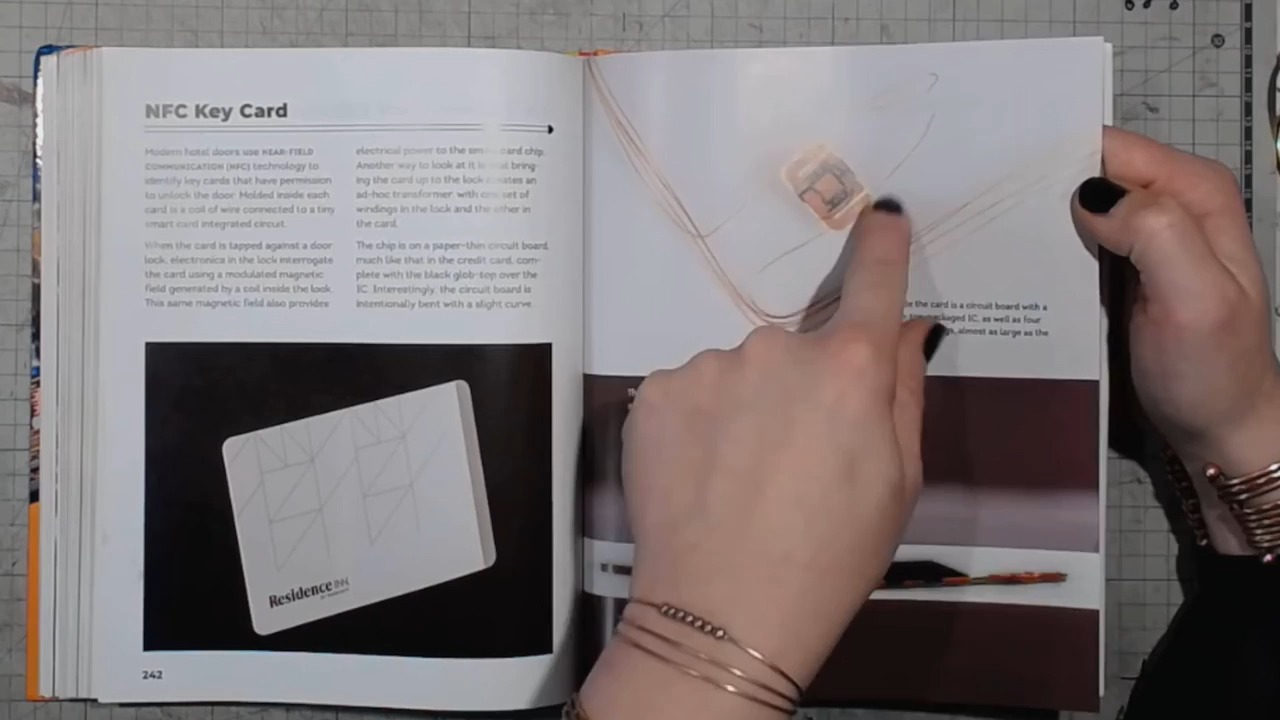 NFC Key Card
Modern hotel doors use NEAR-FIELD
COMMUNICATION (NFC) technology to
identify key cards that have permission
to unlock the door. Molded inside each
card is a coil of wire connected to a tiny
smart card integrated circuit.
When the card is tapped against a door
lock, electronics in the lock interrogate
the card using a modulated magnetic
field generated by a coil inside the lock.
This same magnetic field also provides
electrical power to the smart card chip.
Another way to look at it is that bring-
ing the card up to the lock creates an
ad-hoc transformer, with one set of
windings in the lock and the other in
the card.
The chip is on a paper-thin circuit board,
much like that in the credit card, com-
plete with the black glob-top over the
IC. Interestingly, the circuit board is
intentionally bent with a slight curve.
Residence INN
242
the card is a circuit board with a
IC, as well as four
almost as large as the